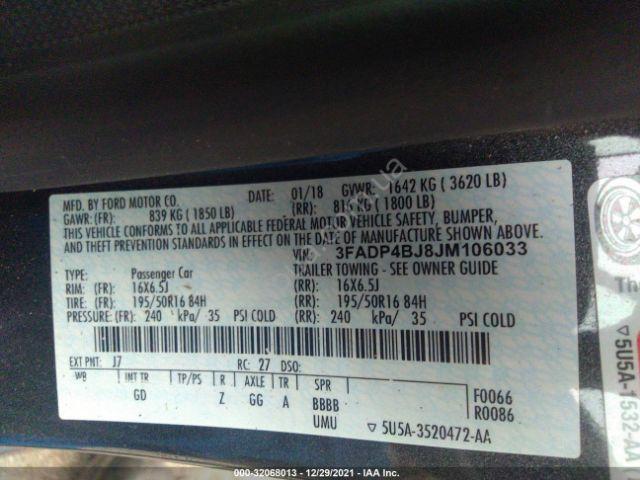 MFD. BY FORD MOTOR CO. DATE: 01/18 GVWR: 1642 KG ( 3620 LB)
GAWR: (FR): 839 KG ( 1850 LB) (RR): 816 KG ( 1800 LB)
THIS VEHICLE CONFORMS TO ALL APPLICABLE FEDERAL MOTOR VEHICLE SAFETY, BUMPER,
AND THEFT PREVENTION STANDARDS IN EFFECT ON THE DATE OF MANUFACTURE SHOWN ABOVE.
VIN: 3FADP4BJ8JM106033
TYPE: Passenger Car TRAILER TOWING - SEE OWNER GUIDE
RIM: (FR): 16X6.5J (RR): 16X6.5J
TIRE: (FR): 195/50R16 84H (RR): 195/50R16 84H
PRESSURE: (FR): 240 kPa/ 35 PSI COLD (RR): 240 kPa/ 35 PSI COLD
EXT PNT: J7 RC: 27 DSO:
WB INT TR TP/PS R AXLE TR SPR
GD Z GG A BBBB
UMU
F0066
R0086
▽ 5U5A-3520472-AA
▽5U5A-1532-AA
000-32068013 - 12/29/2021 - IAA Inc.